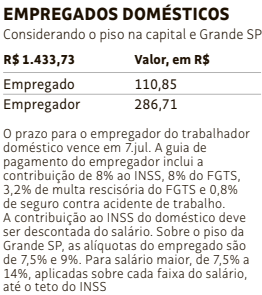 EMPREGADOS DOMÉSTICOS
Considerando o piso na capital e Grande SP
R$ 1.433,73 Valor, em R$
Empregado 110,85
Empregador 286,71
O prazo para o empregador do trabalhador
doméstico vence em 7.jul. A guia de
pagamento do empregador inclui a
contribuição de 8% ao INSS, 8% do FGTS,
3,2% de multa rescisória do FGTS e 0,8%
de seguro contra acidente de trabalho.
A contribuição ao INSS do doméstico deve
ser descontada do salário. Sobre o piso da
Grande SP, as alíquotas do empregado são
de 7,5% e 9%. Para salário maior, de 7,5% a
14%, aplicadas sobre cada faixa do salário,
até o teto do INSS